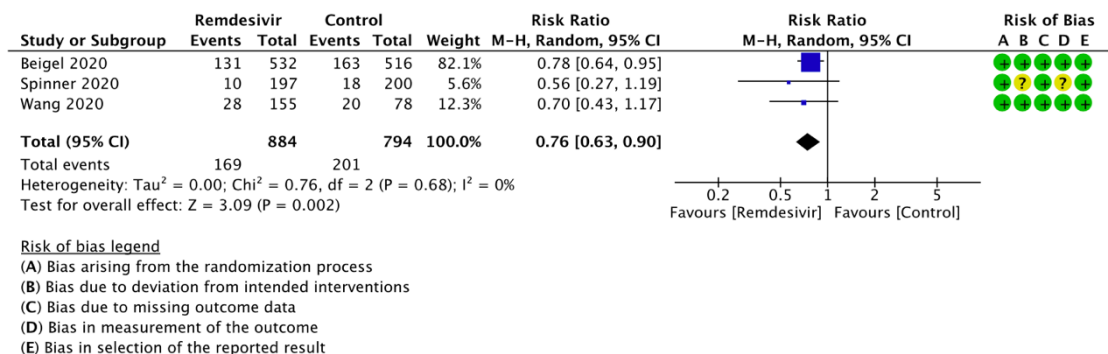 Remdesivir Control Risk Ratio Risk Ratio Risk of Bias
Study or Subgroup Events Total Events Total Weight M-H, Random, 95% CI M-H, Random, 95% CI A B C D E
Beigel 2020 131 532 163 516 82.1% 0.78 [0.64, 0.95] + + + + +
Spinner 2020 10 197 18 200 5.6% 0.56 [0.27, 1.19] + ? + ? +
Wang 2020 28 155 20 78 12.3% 0.70 [0.43, 1.17] + + + + +
Total (95% CI) 884 794 100.0% 0.76 [0.63, 0.90]
Total events 169 201
Heterogeneity: Tau² = 0.00; Chi² = 0.76, df = 2 (P = 0.68); I² = 0%
Test for overall effect: Z = 3.09 (P = 0.002)
0.2 0.5 1 2 5
Favours [Remdesivir] Favours [Control]
Risk of bias legend
(A) Bias arising from the randomization process
(B) Bias due to deviation from intended interventions
(C) Bias due to missing outcome data
(D) Bias in measurement of the outcome
(E) Bias in selection of the reported result